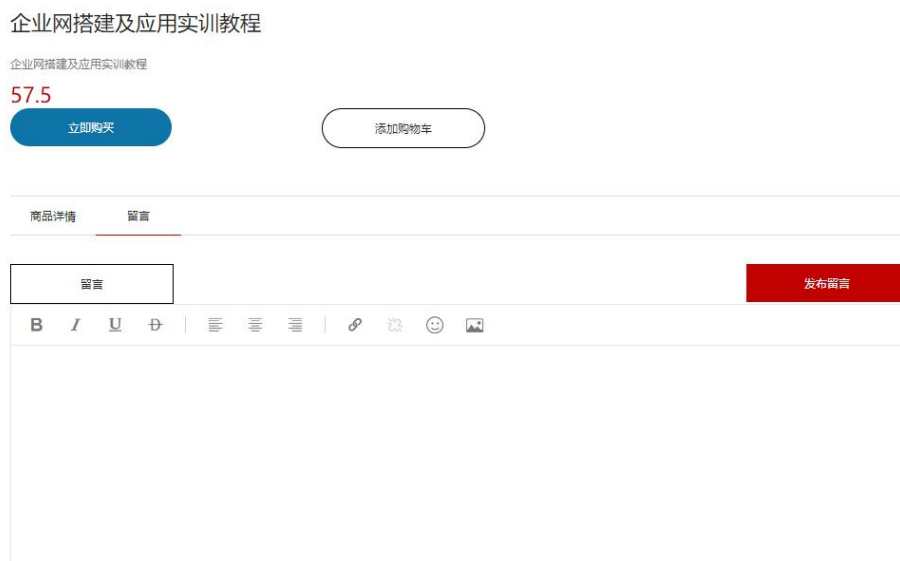 企业网搭建及应用实训教程
企业网搭建及应用实训教程
57.5
立即购买
添加购物车
商品详情 留言
留言
发布留言
B I U D